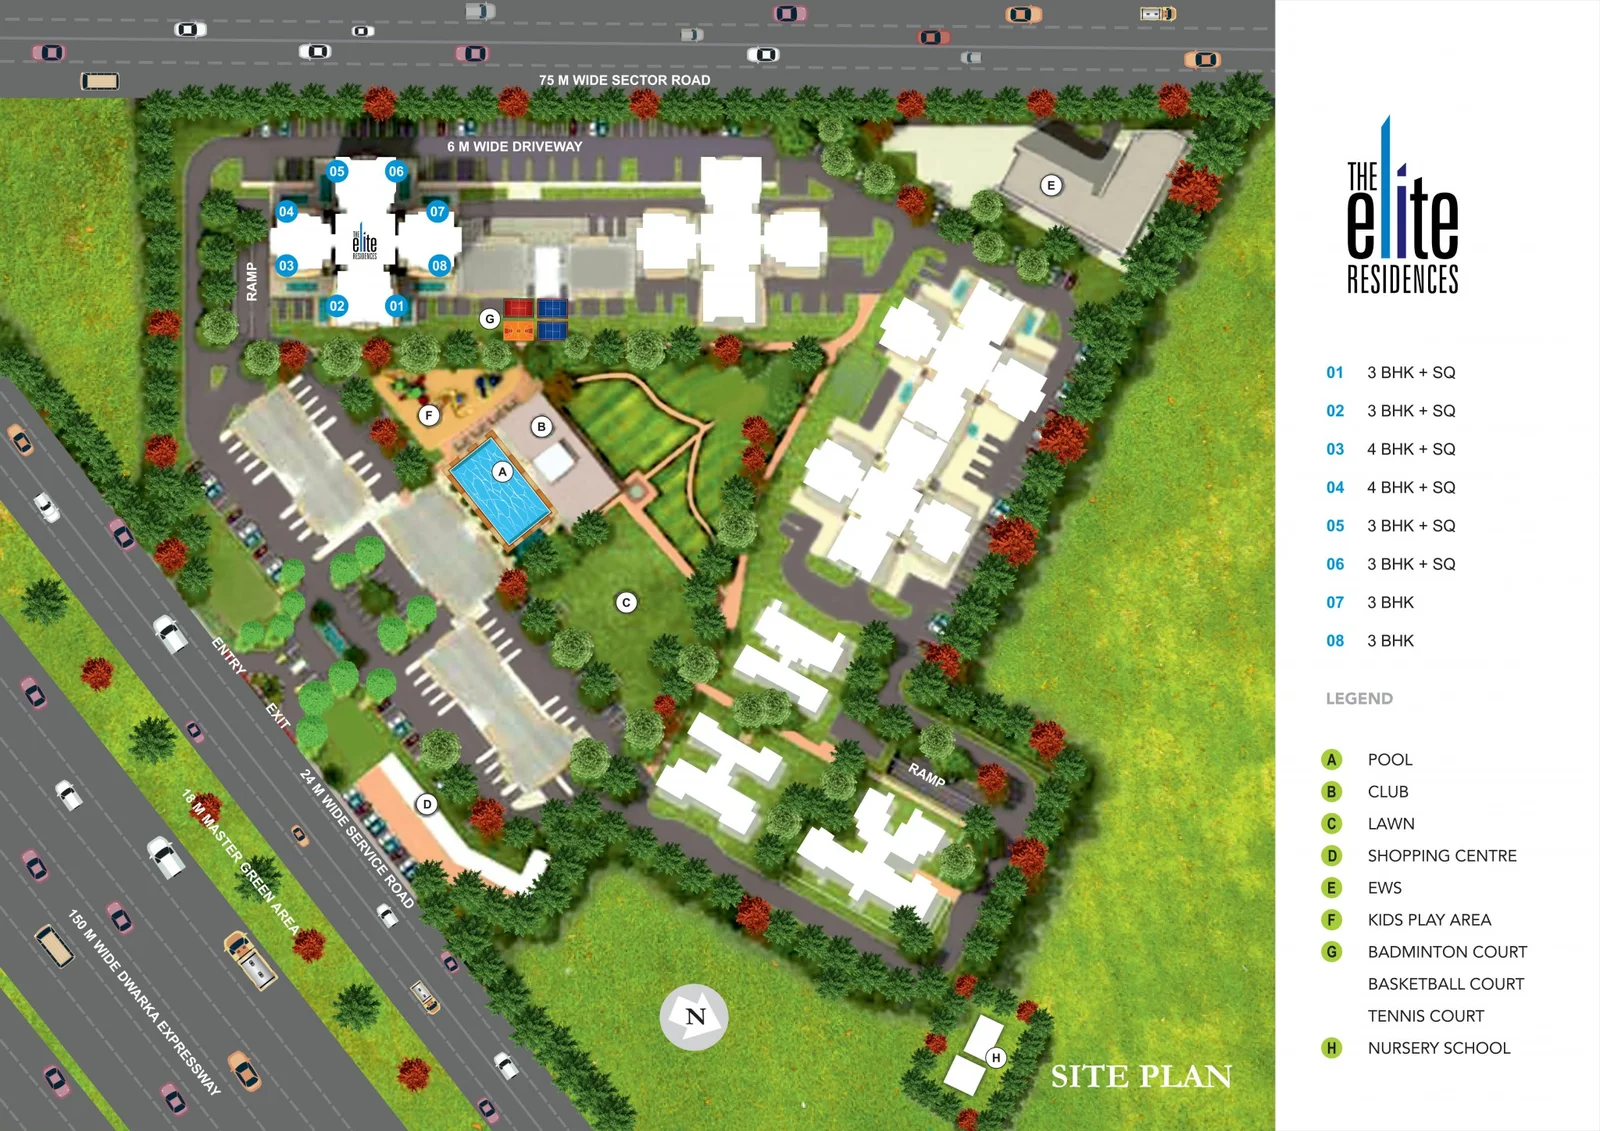 75 M WIDE SECTOR ROAD
6 M WIDE DRIVEWAY
05
06
04
07
THE
elite
RESIDENCES
03
08
02
01
RAMP
G
E
F
B
A
C
ENTRY
EXIT
D
RAMP
24 M WIDE SERVICE ROAD
18 M MASTER GREEN AREA
150 M WIDE DWARKA EXPRESSWAY
N
H
SITE PLAN
THE
elite
RESIDENCES
01 3 BHK + SQ
02 3 BHK + SQ
03 4 BHK + SQ
04 4 BHK + SQ
05 3 BHK + SQ
06 3 BHK + SQ
07 3 BHK
08 3 BHK
LEGEND
A POOL
B CLUB
C LAWN
D SHOPPING CENTRE
E EWS
F KIDS PLAY AREA
G BADMINTON COURT
BASKETBALL COURT
TENNIS COURT
H NURSERY SCHOOL